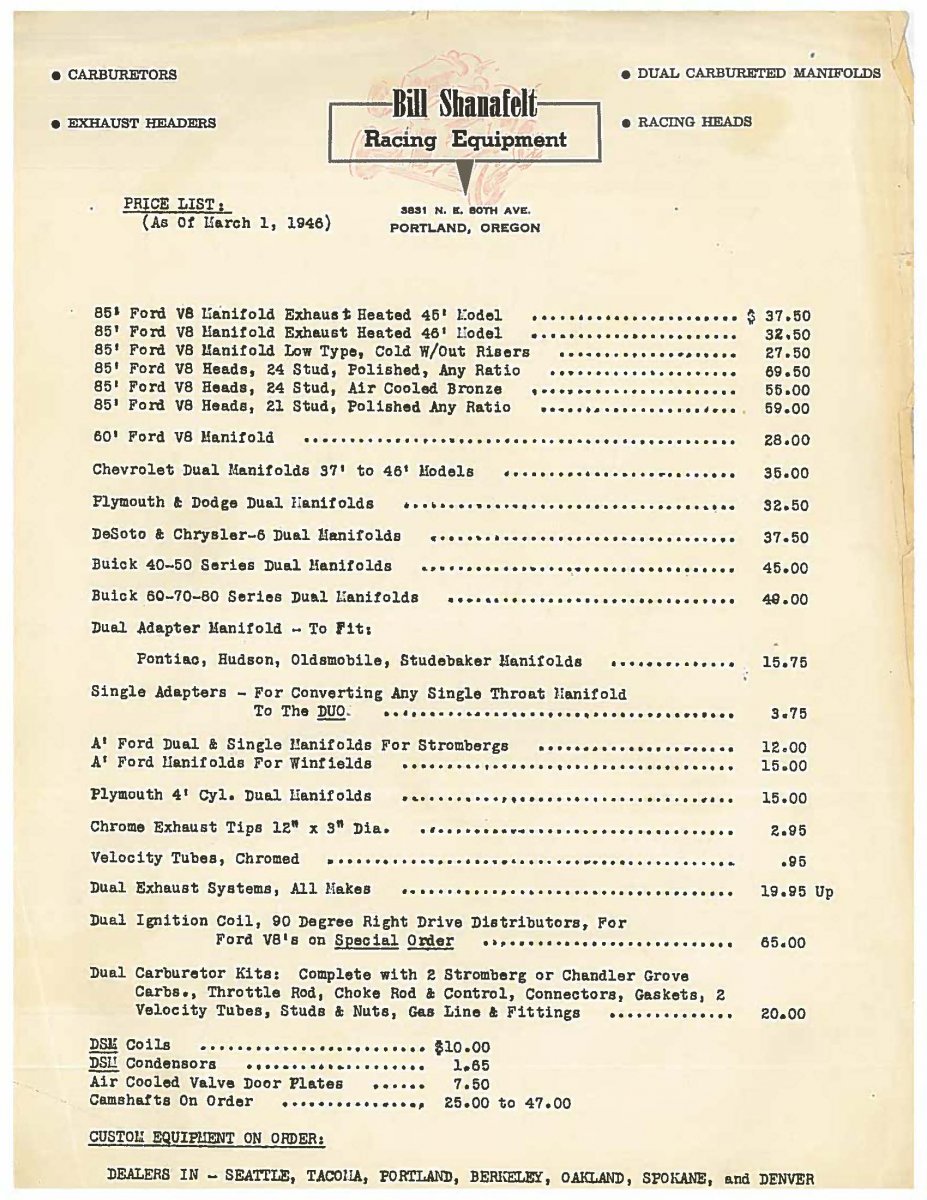 ● CARBURETORS
● DUAL CARBURETED MANIFOLDS
Bill Shanafelt
● EXHAUST HEADERS
● RACING HEADS
Racing Equipment
3831 N. E. 80TH AVE.
PORTLAND, OREGON
PRICE LIST:
(As Of March 1, 1946)
85' Ford V8 Manifold Exhaust Heated 45' Model ....................... $ 37.50
85' Ford V8 Manifold Exhaust Heated 46' Model ....................... 32.50
85' Ford V8 Manifold Low Type, Cold W/Out Risers .................... 27.50
85' Ford V8 Heads, 24 Stud, Polished, Any Ratio ..................... 69.50
85' Ford V8 Heads, 24 Stud, Air Cooled Bronze ....................... 55.00
85' Ford V8 Heads, 21 Stud, Polished Any Ratio ...................... 59.00
60' Ford V8 Manifold ................................................ 28.00
Chevrolet Dual Manifolds 37' to 46' Models .......................... 35.00
Plymouth & Dodge Dual Manifolds ..................................... 32.50
DeSoto & Chrysler-6 Dual Manifolds .................................. 37.50
Buick 40-50 Series Dual Manifolds ................................... 45.00
Buick 60-70-80 Series Dual Manifolds ................................
Dual Adapter Manifold - To Fit:
Pontiac, Hudson, Oldsmobile, Studebaker Manifolds .............. 15.75
Single Adapters - For Converting Any Single Throat Manifold
To The DUO. ....................................... 3.75
A' Ford Dual & Single Manifolds For Strombergs ...................... 12.00
A' Ford Manifolds For Winfields ..................................... 15.00
Plymouth 4' Cyl. Dual Manifolds ..................................... 15.00
Chrome Exhaust Tips 12" x 3" Dia. ................................... 2.95
Velocity Tubes, Chromed ............................................. .95
Dual Exhaust Systems, All Makes ..................................... 19.95 Up
Dual Ignition Coil, 90 Degree Right Drive Distributors, For
Ford V8's on Special Order ............................ 65.00
Dual Carburetor Kits: Complete with 2 Stromberg or Chandler Grove
Carbs., Throttle Rod, Choke Rod & Control, Connectors, Gaskets, 2
Velocity Tubes, Studs & Nuts, Gas Line & Fittings .............. 20.00
DSM Coils ......................... $10.00
DSM Condensors .................... 1.65
Air Cooled Valve Door Plates ...... 7.50
Camshafts On Order ................ 25.00 to 47.00
CUSTOM EQUIPMENT ON ORDER:
DEALERS IN - SEATTLE, TACOMA, PORTLAND, BERKELEY, OAKLAND, SPOKANE, and DENVER